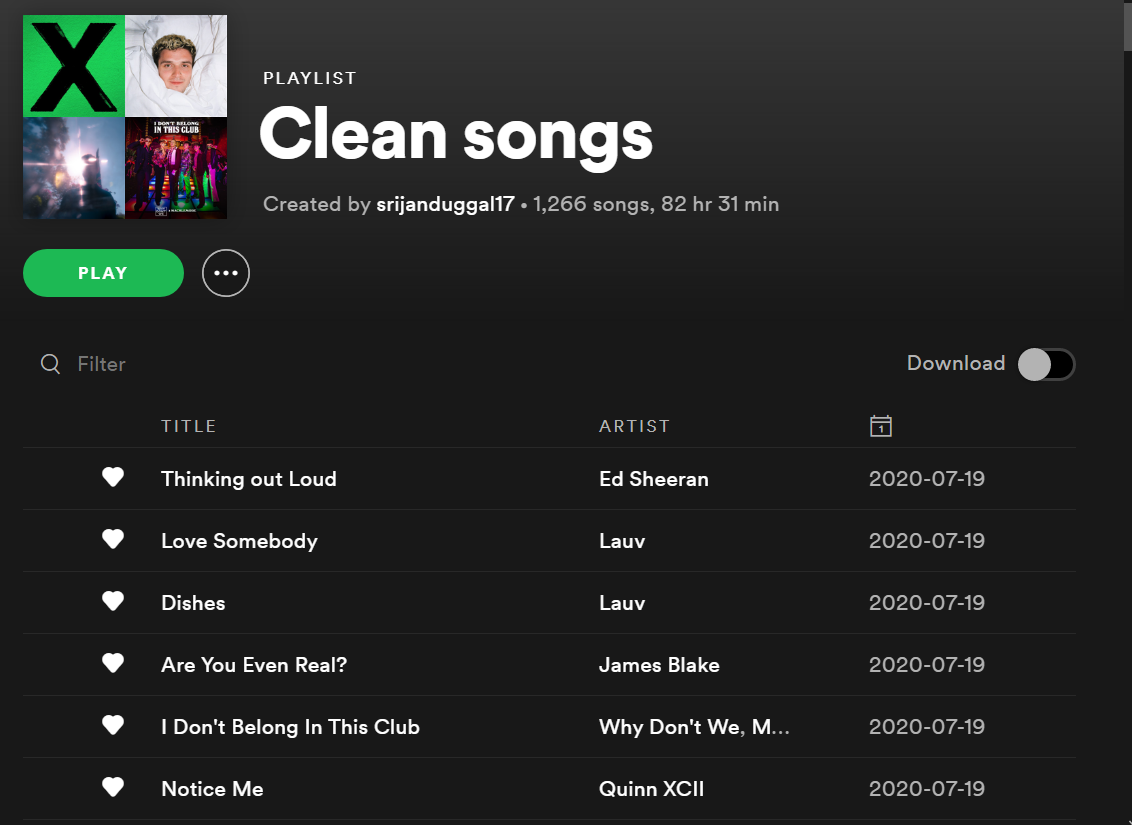 I DON'T BELONG
IN THIS CLUB
PLAYLIST
Clean songs
Created by srijanduggal17 • 1,266 songs, 82 hr 31 min
PLAY
Filter
Download
TITLE ARTIST 1
Thinking out Loud Ed Sheeran 2020-07-19
Love Somebody Lauv 2020-07-19
Dishes Lauv 2020-07-19
Are You Even Real? James Blake 2020-07-19
I Don't Belong In This Club Why Don't We, M... 2020-07-19
Notice Me Quinn XCII 2020-07-19